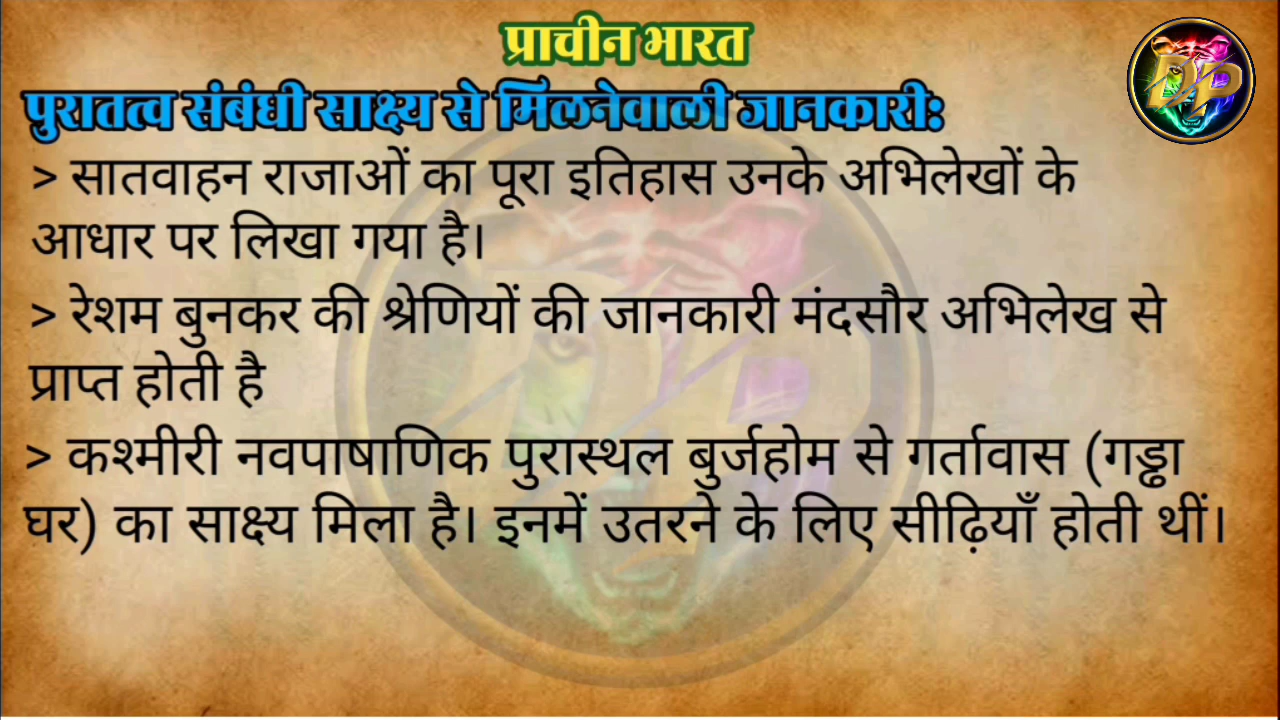 प्राचीन भारत
DP
पुरातत्व संबंधी साक्ष्य से मिलनेवाली जानकारी:
> सातवाहन राजाओं का पूरा इतिहास उनके अभिलेखों के
आधार पर लिखा गया है।
> रेशम बुनकर की श्रेणियों की जानकारी मंदसौर अभिलेख से
प्राप्त होती है
> कश्मीरी नवपाषाणिक पुरास्थल बुर्जहोम से गर्तावास (गड्ढा
घर) का साक्ष्य मिला है। इनमें उतरने के लिए सीढ़ियाँ होती थीं।